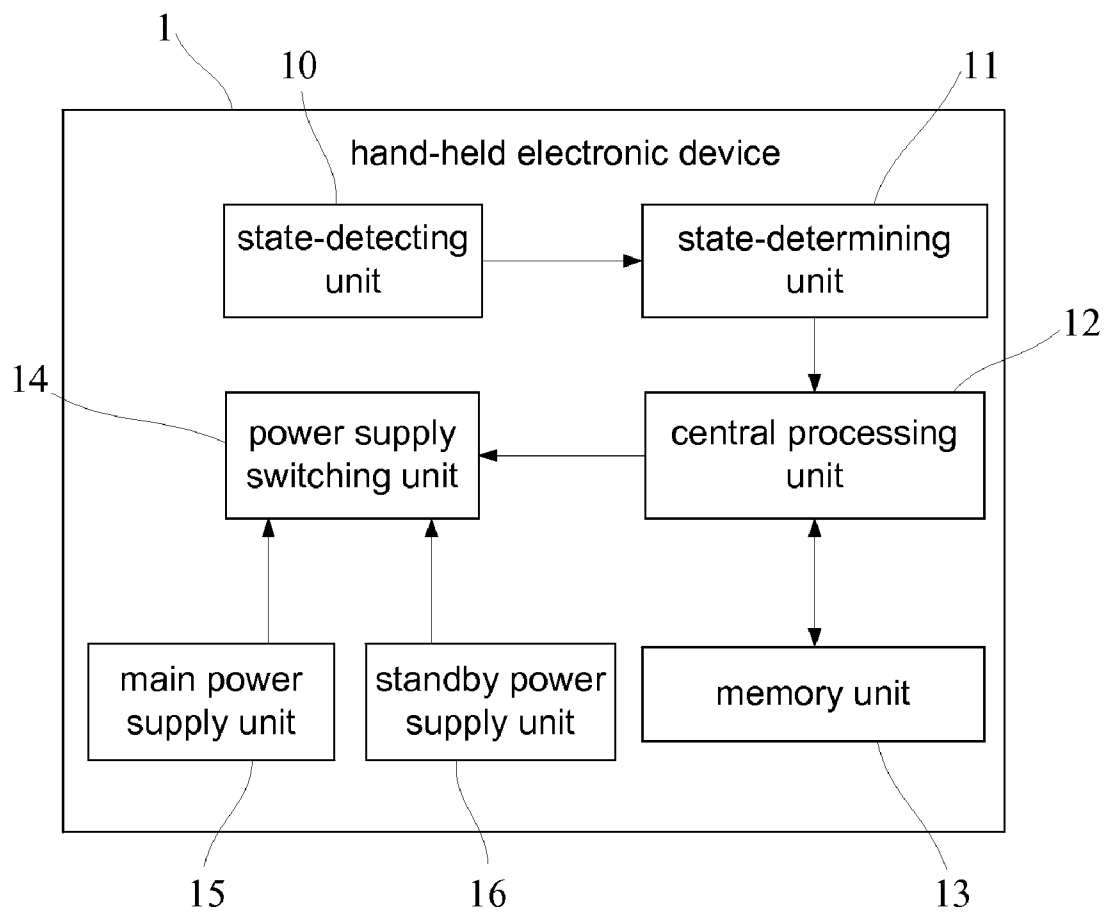 1
10
11
hand-held electronic device
state-detecting
unit
state-determining
unit
12
14
power supply
switching unit
central processing
unit
main power
supply unit
standby power
supply unit
memory unit
15
16
13